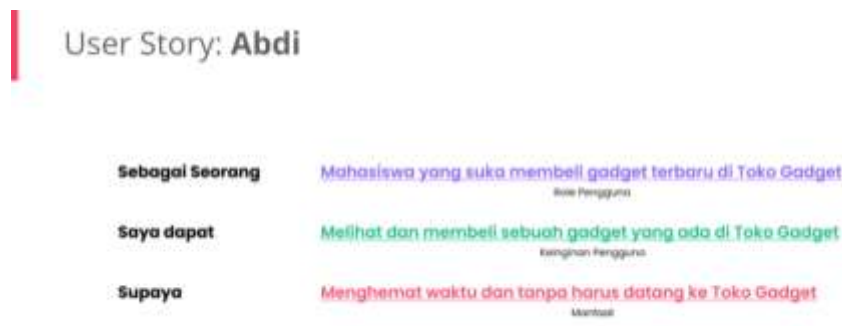 User Story: Abdi
Sebagai Seorang Mahasiswa yang suka membeli gadget terbaru di Toko Gadget
Role Pengguna
Saya dapat Melihat dan membeli sebuah gadget yang ada di Toko Gadget
Keinginan Pengguna
Supaya Menghemat waktu dan tanpa harus datang ke Toko Gadget
Manfaat